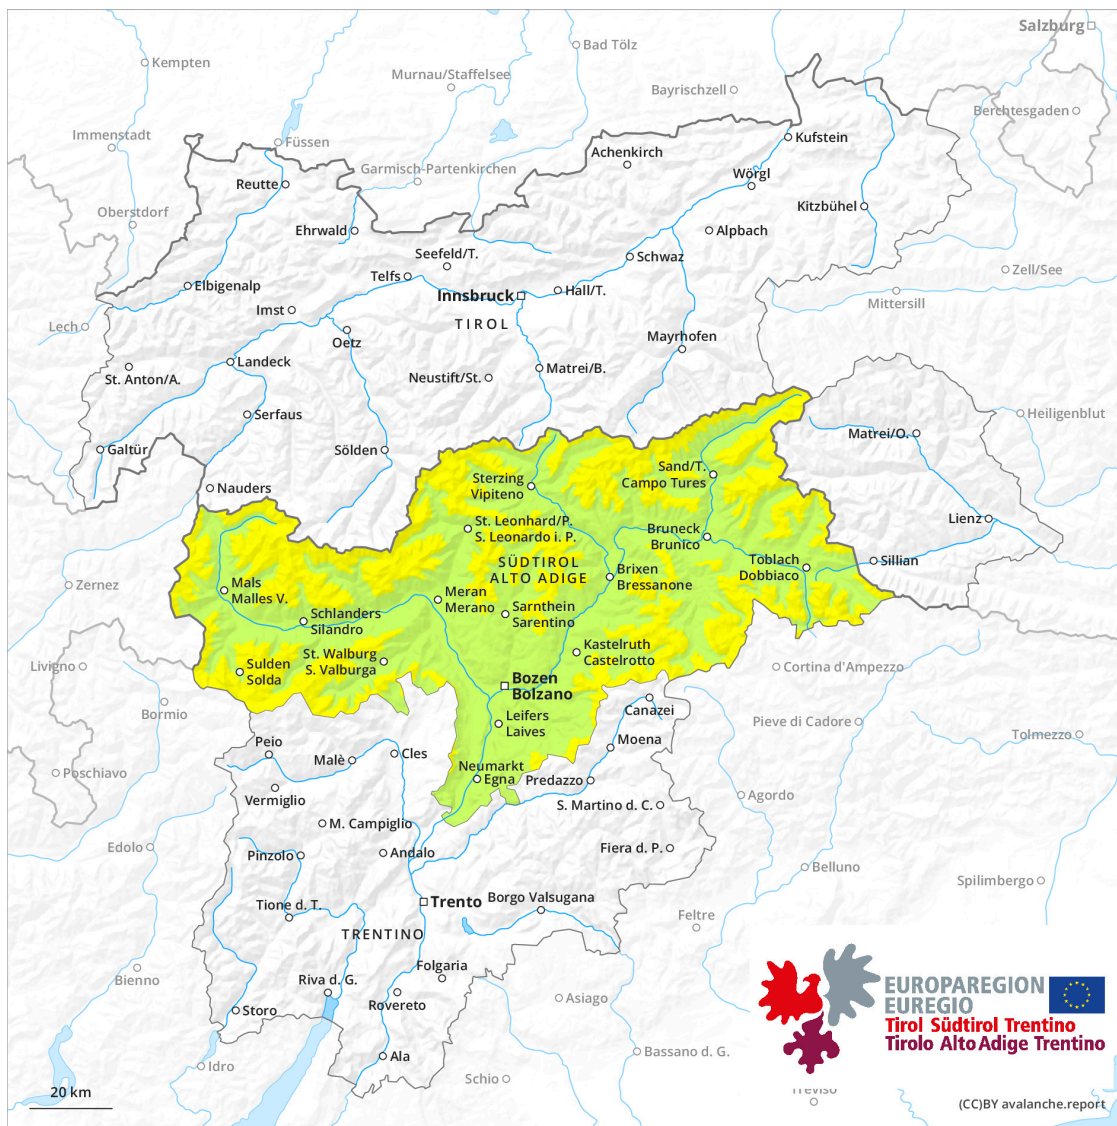 Salzburg
Bad Tölz
Kempten
Murnau/Staffelsee
Bayrischzell
Berchtesgaden
Immenstadt
Füssen
Kufstein
Achenkirch
Garmisch-Partenkirchen
Wörgl
Reutte
Kitzbühel
Oberstdorf
Ehrwald
Alpbach
Seefeld/T.
Schwaz
Telfs
Zell/See
Elbigenalp
Innsbruck
Hall/T.
Mittersill
Imst
TIROL
Lech
Oetz
Mayrhofen
Landeck
Matrei/B.
St. Anton/A.
Neustift/St.
Serfaus
Heiligenblut
Matrei/O.
Galtür
Sölden
Sand/T.
Campo Tures
Sterzing
Vipiteno
Nauders
Lienz
St. Leonhard/P.
S. Leonardo i. P.
Bruneck
Brunico
SÜDTIROL
ALTO ADIGE
Toblach
Dobbiaco
Sillian
Brixen
Bressanone
Zernez
Mals
Malles V.
Meran
Merano
Sarnthein
Sarentino
Schlanders
Silandro
Kastelruth
Castelrotto
St. Walburg
S. Valburga
Livigno
Sulden
Solda
Cortina d'Ampezzo
Bozen
Bolzano
Bormio
Canazei
Leifers
Laives
Pieve di Cadore
Tolmezzo
Peio
Moena
Malè
Cles
Poschiavo
Neumarkt
Egna
Predazzo
Vermiglio
Agordo
S. Martino d. C.
M. Campiglio
Edolo
Pinzolo
Andalo
Fiera d. P.
Belluno
Spilimbergo
Tione d. T.
Trento
Borgo Valsugana
Feltre
TRENTINO
Bienno
Folgaria
Riva d. G.
Rovereto
Asiago
Storo
EUROPAREGION
EUREGIO
Tirol Südtirol Trentino
Tirolo Alto Adige Trentino
Ala
Bassano d. G.
Idro
Schio
Treviso
20 km
(CC)BY avalanche.report